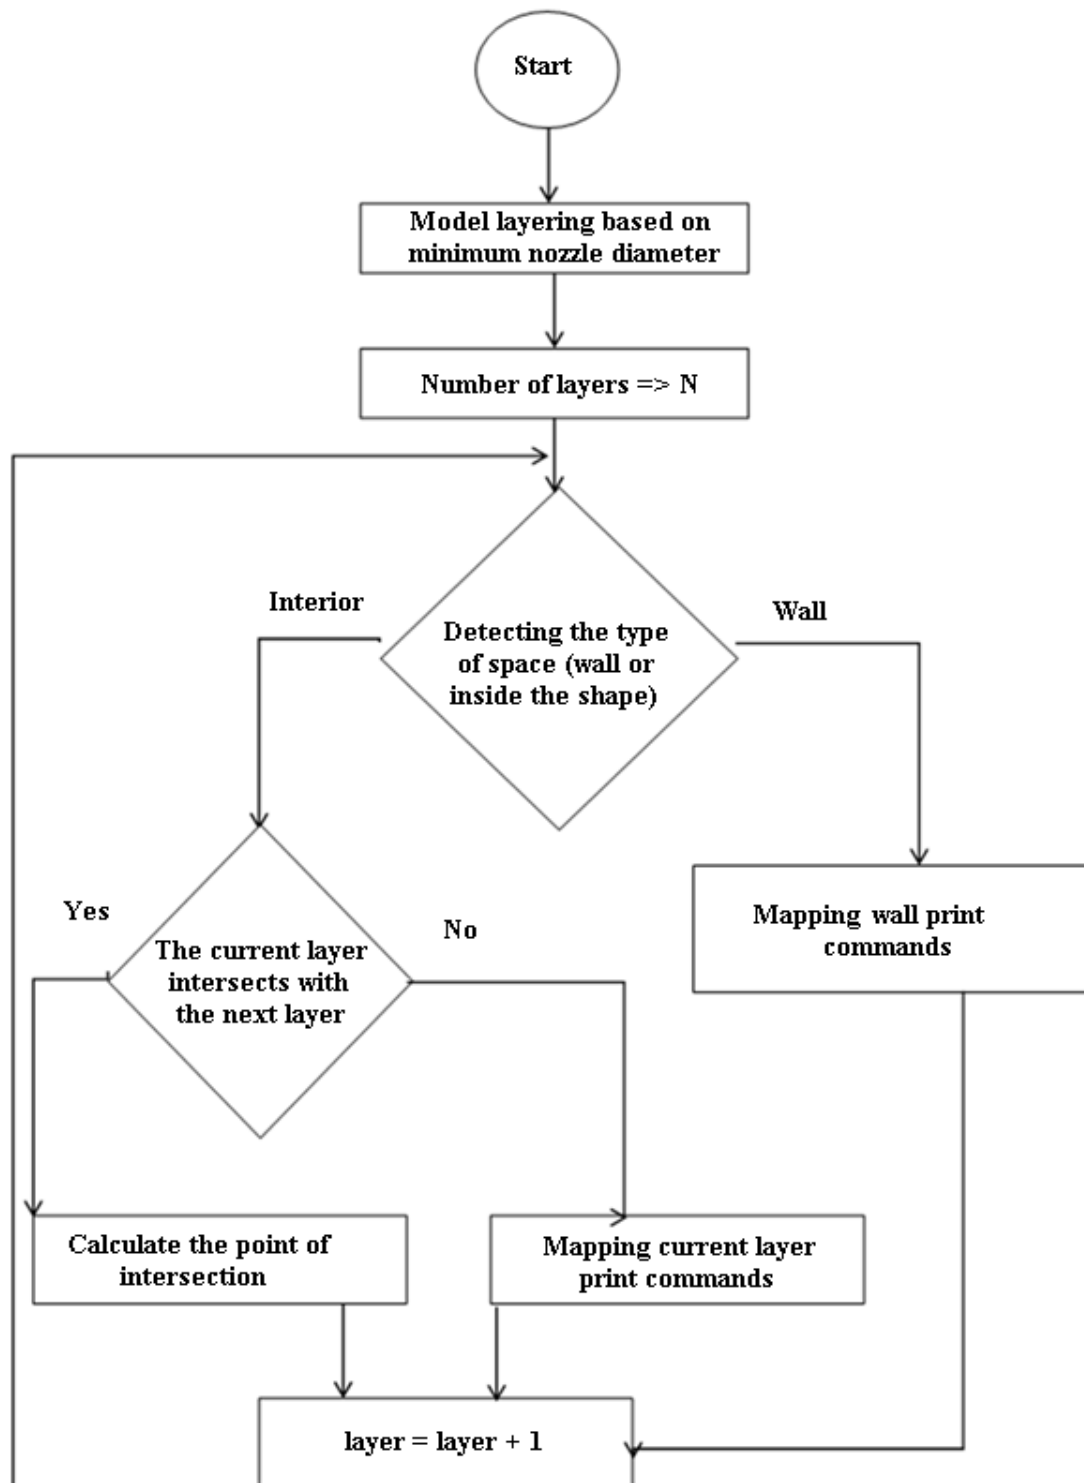 Start
Model layering based on
minimum nozzle diameter
Number of layers => N
Interior
Wall
Detecting the type
of space (wall or
inside the shape)
Yes
No
Mapping wall print
commands
The current layer
intersects with
the next layer
Calculate the point of
intersection
Mapping current layer
print commands
layer = layer + 1